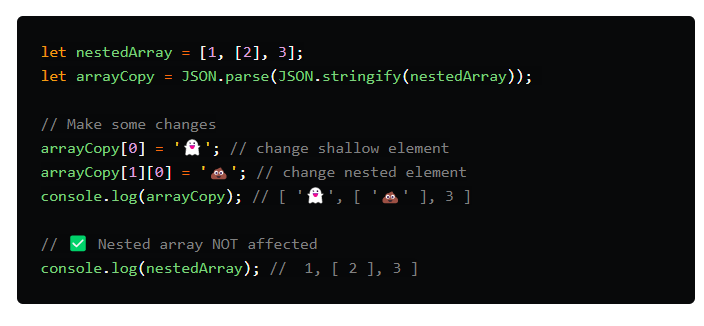 let nestedArray = [1, [2], 3];
let arrayCopy = JSON.parse(JSON.stringify(nestedArray));
// Make some changes
arrayCopy[0] = '👻'; // change shallow element
arrayCopy[1][0] = '💩'; // change nested element
console.log(arrayCopy); // [ '👻', [ '💩' ], 3 ]
// ✅ Nested array NOT affected
console.log(nestedArray); //  1, [ 2 ], 3 ]